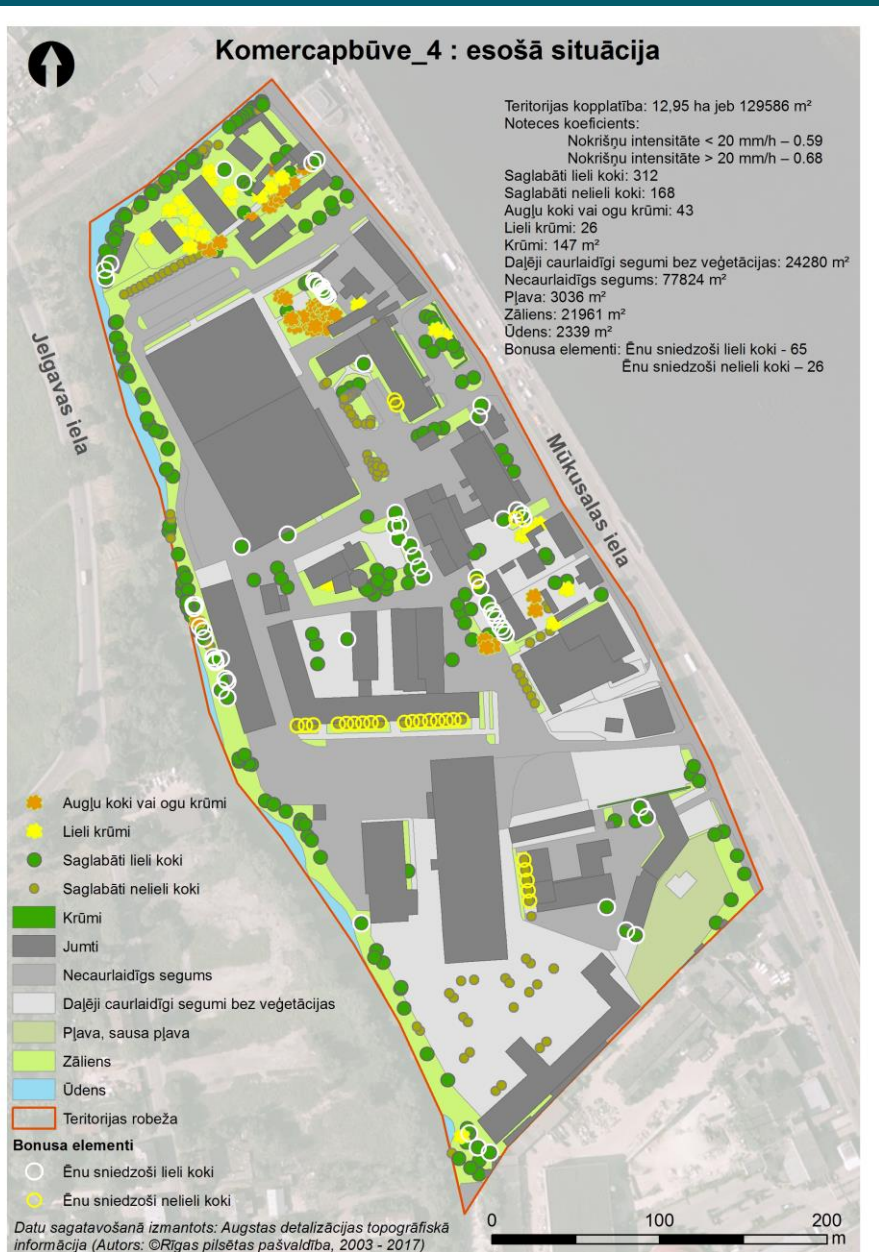 Komercapbūve_4 : esošā situācija
Teritorijas kopplatība: 12,95 ha jeb 129586 m²
Noteces koeficients:
Nokrišņu intensitāte < 20 mm/h – 0.59
Nokrišņu intensitāte > 20 mm/h – 0.68
Saglabāti lieli koki: 312
Saglabāti nelieli koki: 168
Augļu koki vai ogu krūmi: 43
Lieli krūmi: 26
Krūmi: 147 m²
Daļēji caurlaidīgi segumi bez veģetācijas: 24280 m²
Necaurlaidīgs segums: 77824 m²
Pļava: 3036 m²
Zāliens: 21961 m²
Ūdens: 2339 m²
Bonusa elementi: Ēnu sniedzoši lieli koki - 65
Ēnu sniedzoši nelieli koki – 26
Jelgavas iela
Mūkusalas iela
Augļu koki vai ogu krūmi
Lieli krūmi
Saglabāti lieli koki
Saglabāti nelieli koki
Krūmi
Jumti
Necaurlaidīgs segums
Daļēji caurlaidīgi segumi bez veģetācijas
Pļava, sausa pļava
Zāliens
Ūdens
Teritorijas robeža
Bonusa elementi
Ēnu sniedzoši lieli koki
Ēnu sniedzoši nelieli koki
Datu sagatavošanā izmantots: Augstas detalizācijas topogrāfiskā
informācija (Autors: ©Rīgas pilsētas pašvaldība, 2003 - 2017)
0 100 200
m